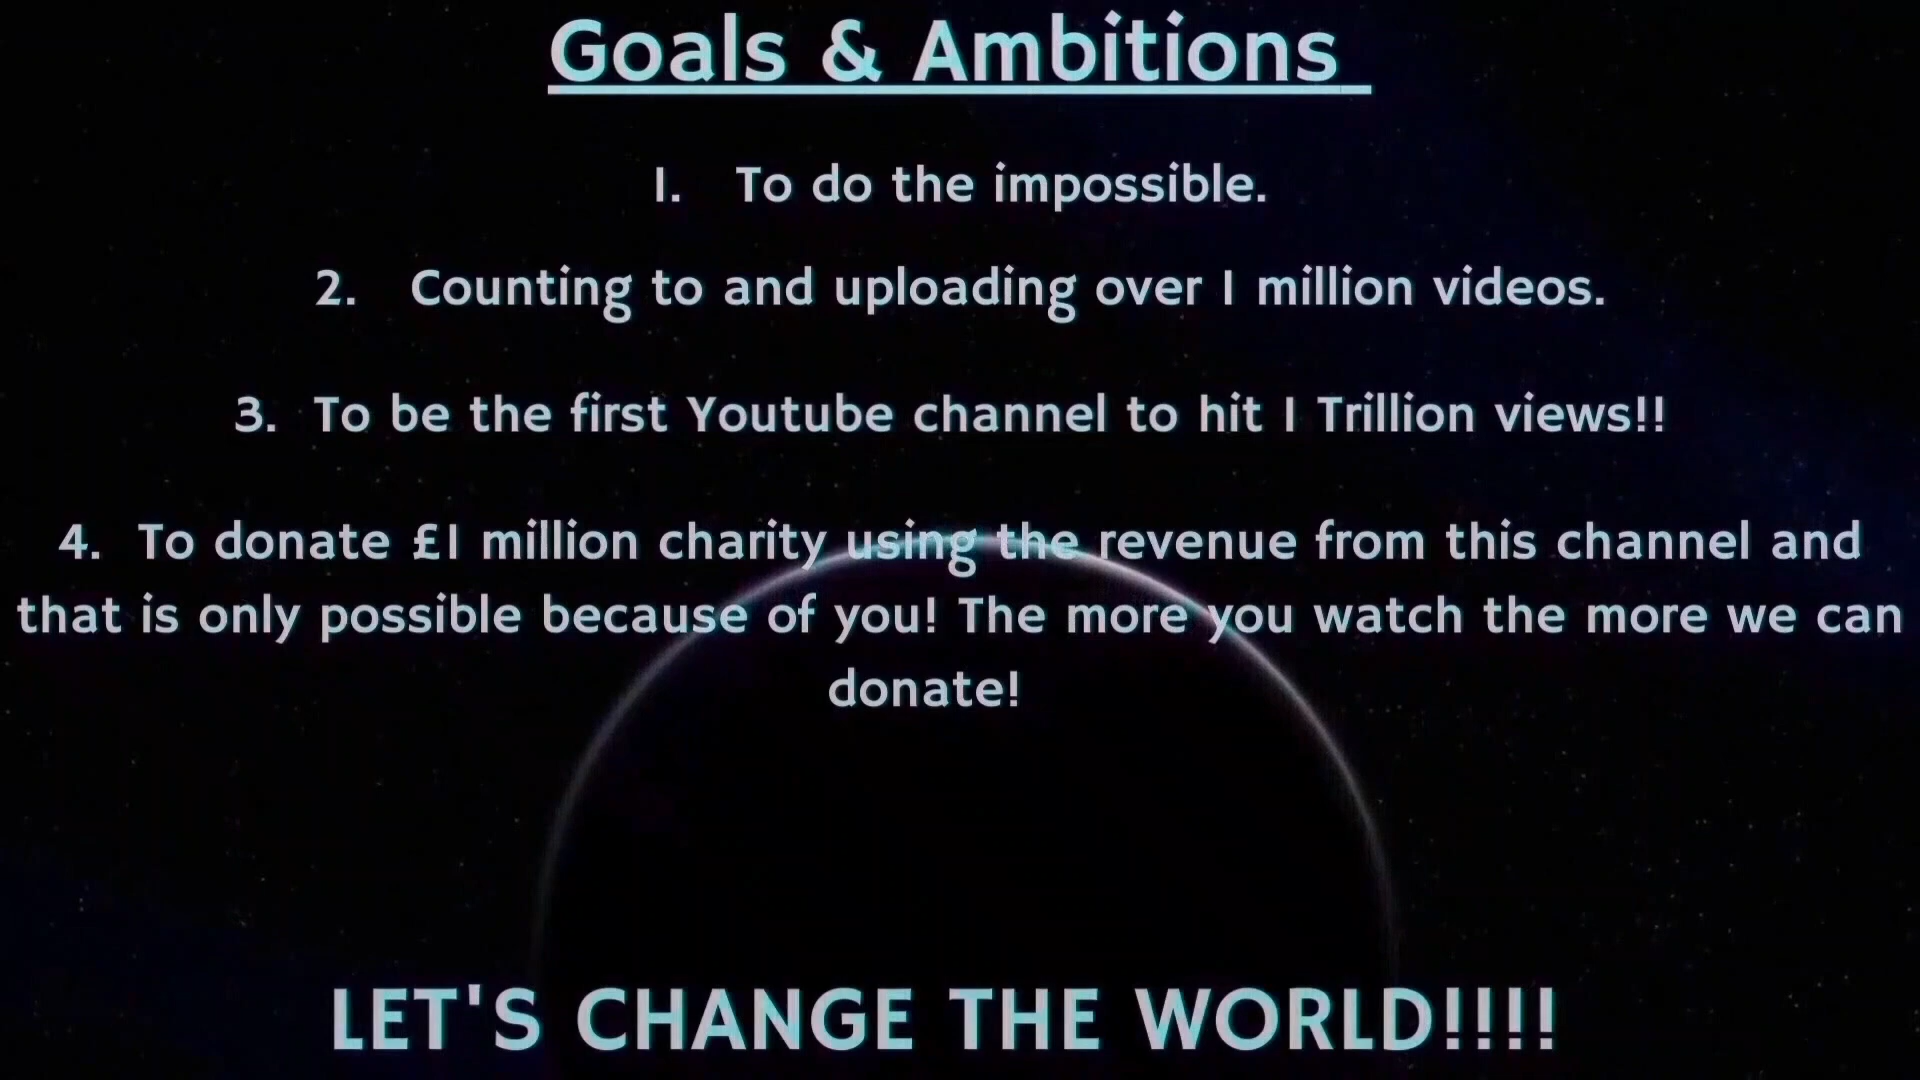 Goals & Ambitions
1. To do the impossible.
2. Counting to and uploading over 1 million videos.
3. To be the first Youtube channel to hit 1 Trillion views!!
4. To donate £1 million charity using the revenue from this channel and
that is only possible because of you! The more you watch the more we can
donate!
LET'S CHANGE THE WORLD!!!!